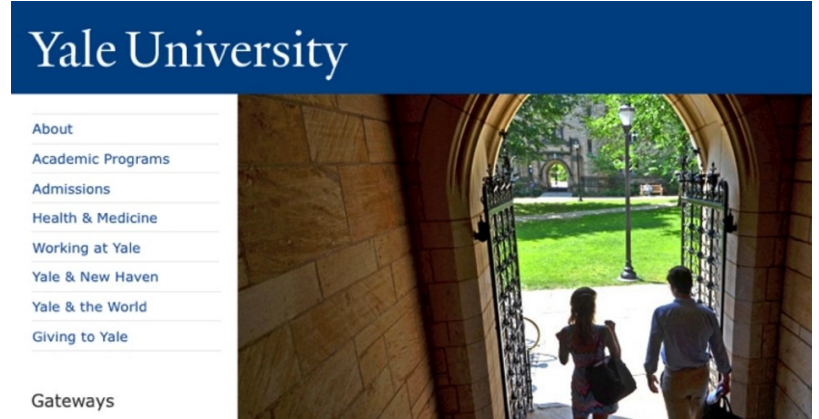 Yale University
About
Academic Programs
Admissions
Health & Medicine
Working at Yale
Yale & New Haven
Yale & the World
Giving to Yale
Gateways